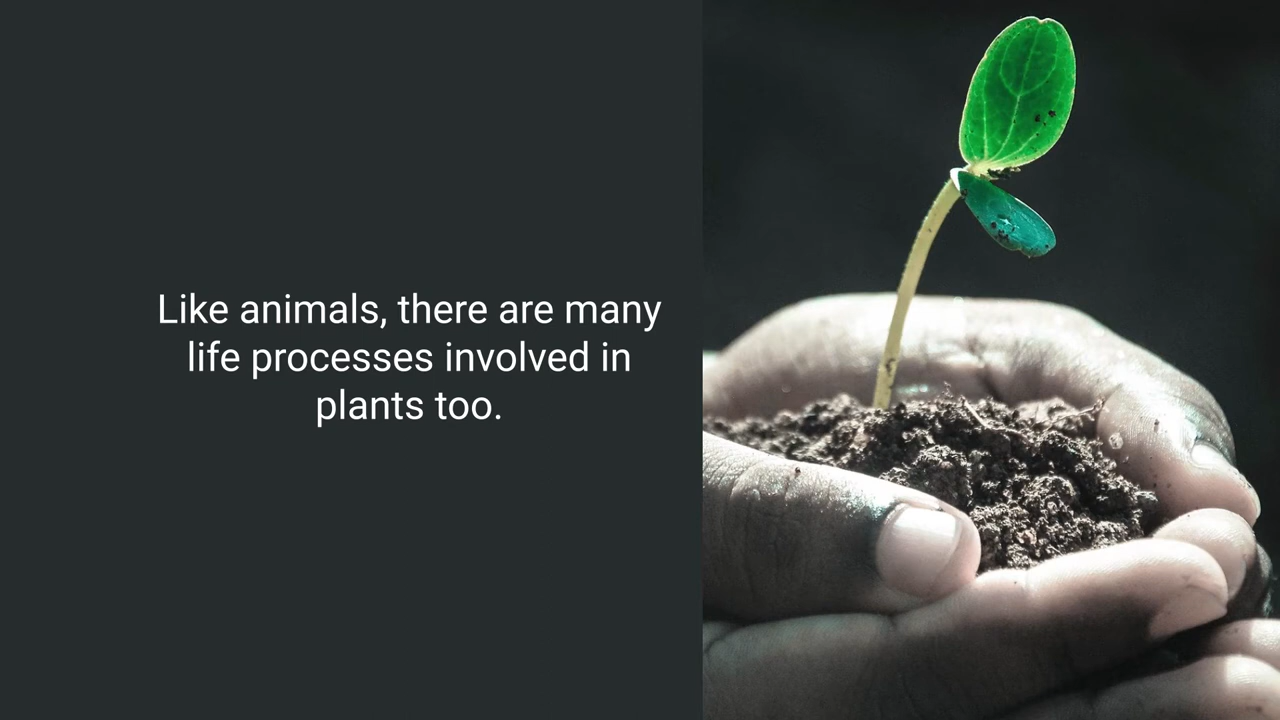 Like animals, there are many
life processes involved in
plants too.